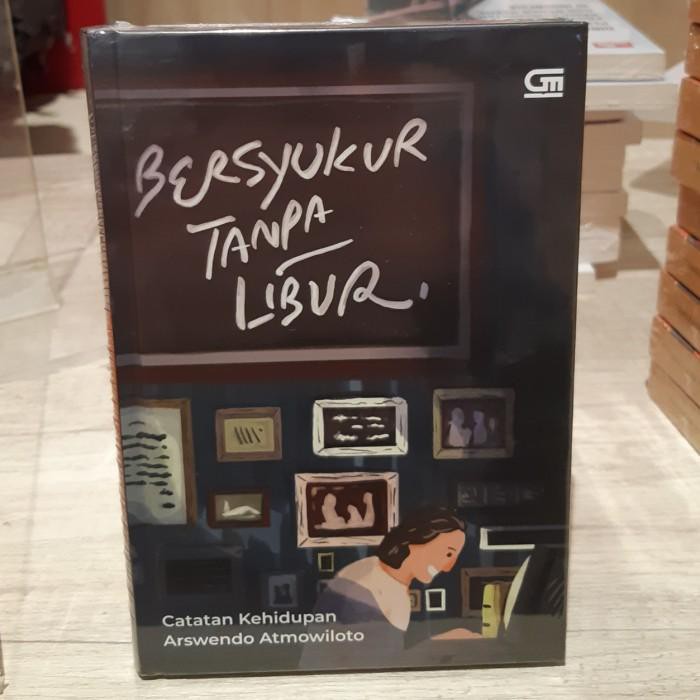 GM
BERSYUKUR
TANPA
LIBUR.
Catatan Kehidupan
Arswendo Atmowiloto